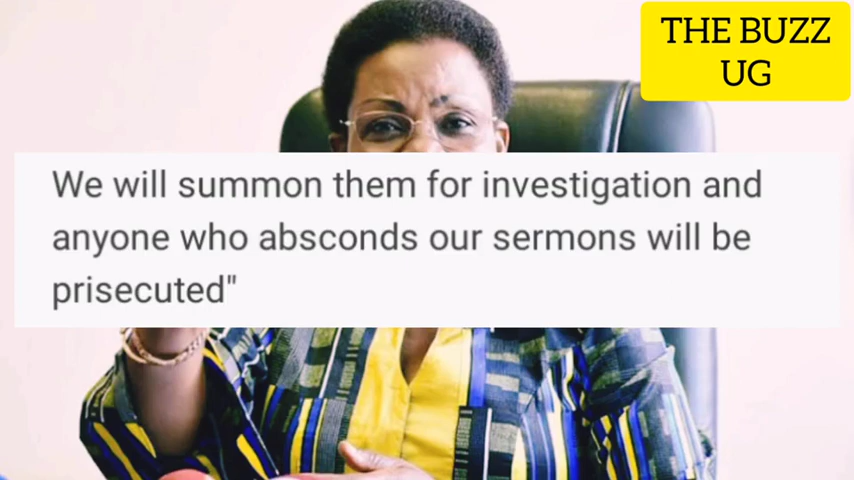 THE BUZZ
UG
We will summon them for investigation and
anyone who absconds our sermons will be
prisecuted"